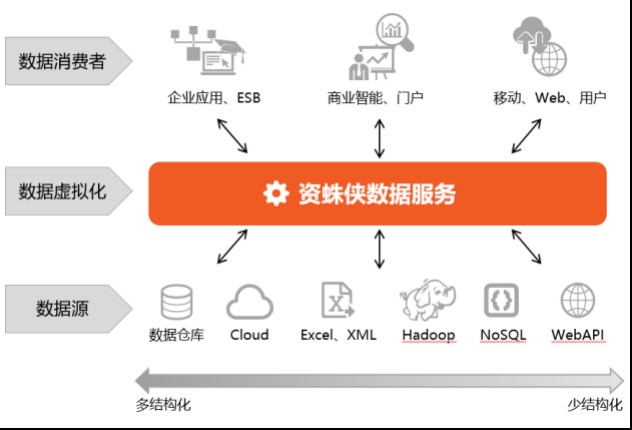 数据消费者
企业应用、ESB
商业智能、门户
移动、Web、用户
数据虚拟化
资蛛侠数据服务
数据源
数据仓库
Cloud
Excel、XML
Hadoop
NoSQL
WebAPI
多结构化
少结构化